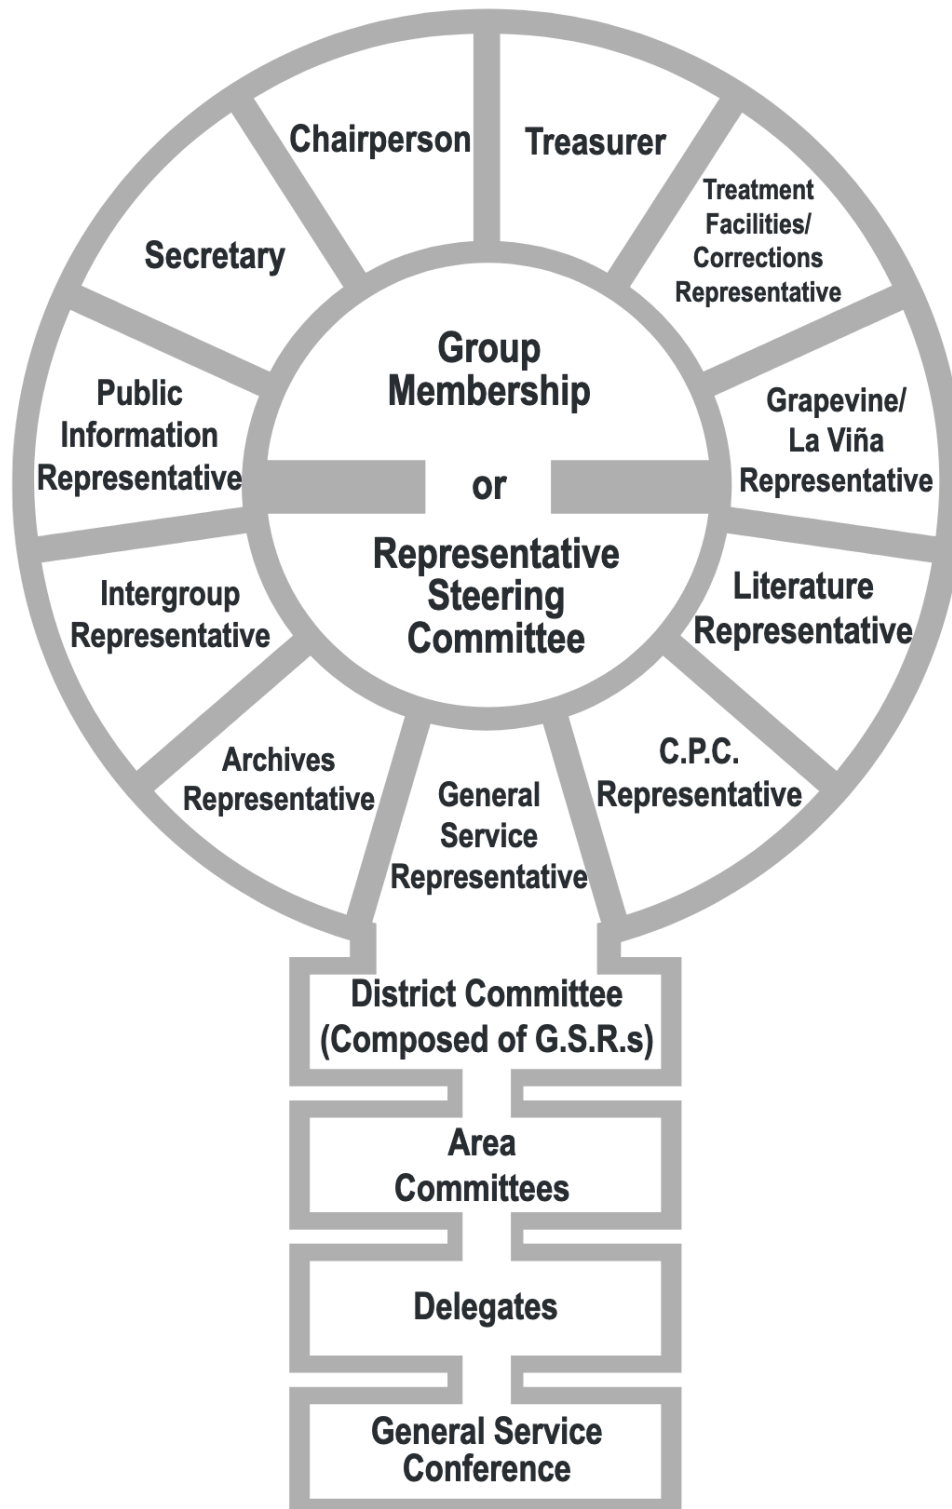 Chairperson
Treasurer
Treatment
Facilities/
Corrections
Representative
Secretary
Group
Membership
Public
Information
Representative
Grapevine/
La Viña
Representative
or
Representative
Steering
Committee
Intergroup
Representative
Literature
Representative
Archives
Representative
General
Service
Representative
C.P.C.
Representative
District Committee
(Composed of G.S.R.s)
Area
Committees
Delegates
General Service
Conference